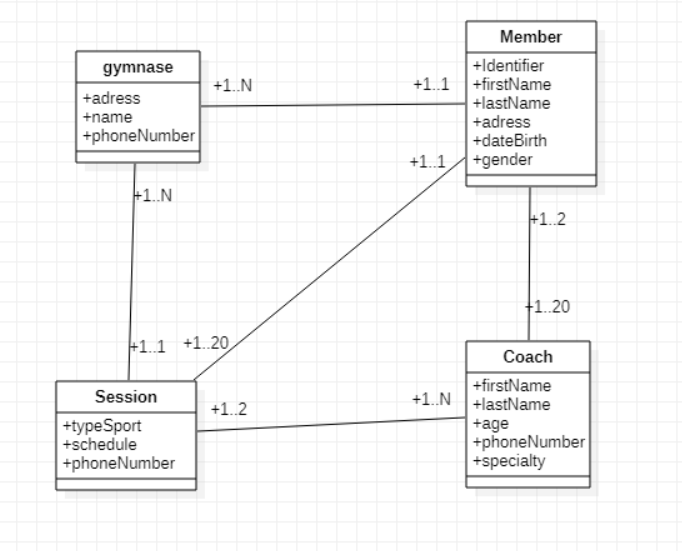 gymnase
+adress
+name
+phoneNumber
Member
+Identifier
+firstName
+lastName
+adress
+dateBirth
+gender
+1..N
+1..1
+1..1
+1..N
+1..2
+1..20
+1..1
+1..20
Session
+typeSport
+schedule
+phoneNumber
+1..2
+1..N
Coach
+firstName
+lastName
+age
+phoneNumber
+specialty